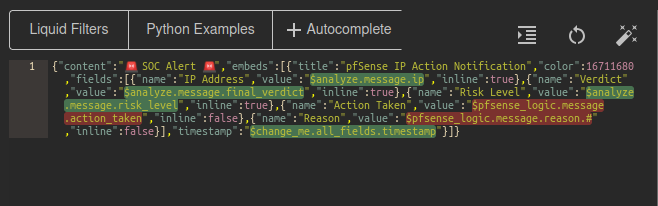 Liquid Filters
Python Examples
+ Autocomplete
1
{"content":"🚨 SOC Alert 🚨","embeds":[{"title":"pfSense IP Action Notification","color":16711680
,"fields":[{"name":"IP Address","value":"$analyze.message.ip","inline":true},{"name":"Verdict"
,"value":"$analyze.message.final_verdict","inline":true},{"name":"Risk Level","value":"$analyze
.message.risk_level","inline":true},{"name":"Action Taken","value":"$pfsense_logic.message
.action_taken","inline":false},{"name":"Reason","value":"$pfsense_logic.message.reason.#"
,"inline":false}],"timestamp":"$change_me.all_fields.timestamp"}]}